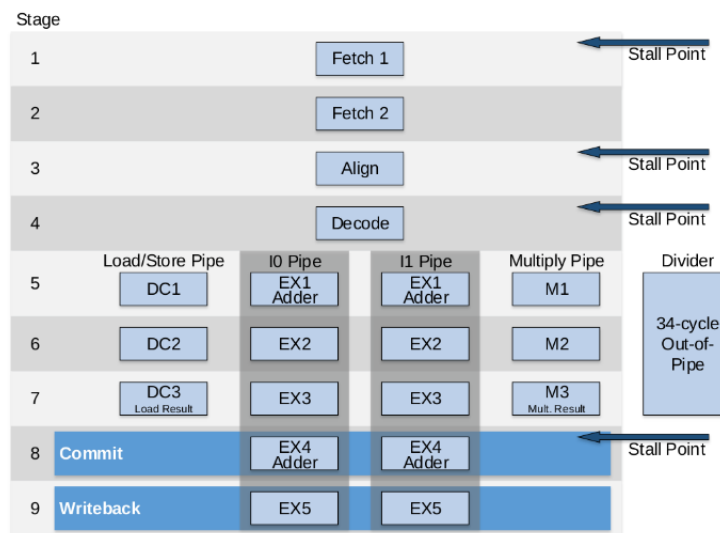 Stage
1
Fetch 1
Stall Point
2
Fetch 2
3
Align
Stall Point
4
Decode
Stall Point
Load/Store Pipe
I0 Pipe
I1 Pipe
Multiply Pipe
Divider
5
DC1
EX1
Adder
EX1
Adder
M1
34-cycle
Out-of-
Pipe
6
DC2
EX2
EX2
M2
7
DC3
Load Result
EX3
EX3
M3
Mult. Result
8
Commit
EX4
Adder
EX4
Adder
Stall Point
9
Writeback
EX5
EX5